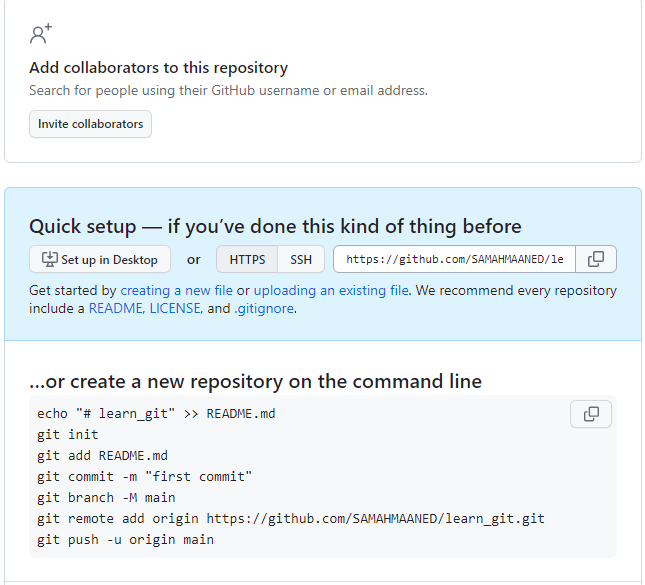 Add collaborators to this repository
Search for people using their GitHub username or email address.
Invite collaborators
Quick setup — if you’ve done this kind of thing before
Set up in Desktop or HTTPS SSH https://github.com/SAMAHMAANED/le
Get started by creating a new file or uploading an existing file. We recommend every repository
include a README, LICENSE, and .gitignore.
…or create a new repository on the command line
echo "# learn_git" >> README.md
git init
git add README.md
git commit -m "first commit"
git branch -M main
git remote add origin https://github.com/SAMAHMAANED/learn_git.git
git push -u origin main